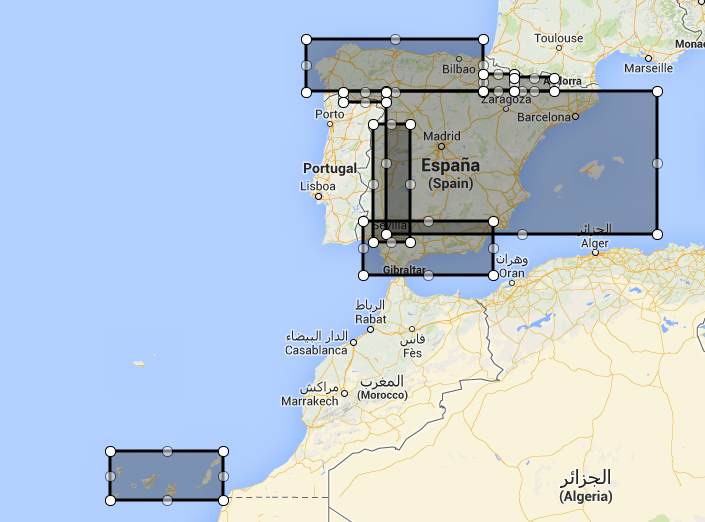 Toulouse
Monac
Bilbao
Andorra
Marseille
Zaragoza
Porto
Barcelona
Madrid
Portugal
España
(Spain)
Lisboa
Sevilla
الجزائر
Alger
وهران
Oran
Gibraltar
الرباط
Rabat
الدار البيضاء
Casablanca
فاس
Fès
مراكش
Marrakech
المغرب
(Morocco)
الجزائر
(Algeria)